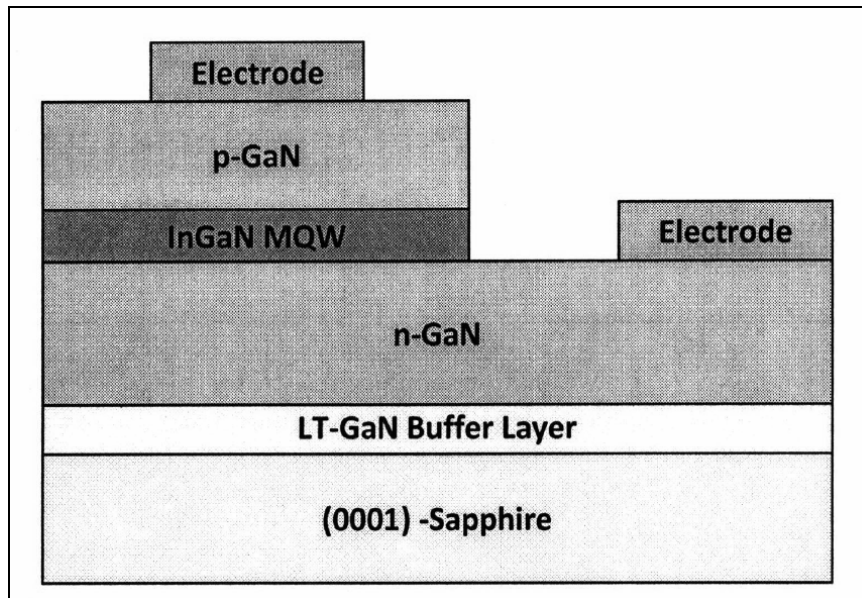 Electrode
p-GaN
InGaN MQW
Electrode
n-GaN
LT-GaN Buffer Layer
(0001) -Sapphire